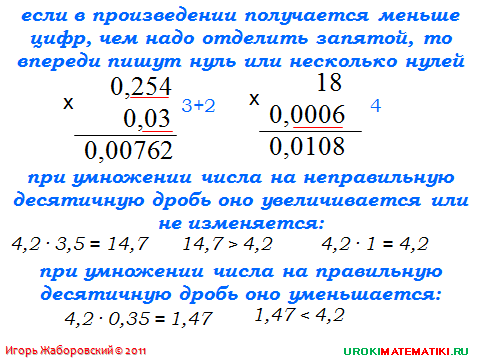 если в произведении получается меньше
цифр, чем надо отделить запятой, то
впереди пишут нуль или несколько нулей
x 0,254
0,03 3+2
0,00762
x 18
0,0006 4
0,0108
при умножении числа на неправильную
десятичную дробь оно увеличивается или
не изменяется:
4,2 · 3,5 = 14,7 14,7 > 4,2 4,2 · 1 = 4,2
при умножении числа на правильную
десятичную дробь оно уменьшается:
4,2 · 0,35 = 1,47 1,47 < 4,2
Игорь Жаборовский © 2011 UROKIMATEMATIKI.RU